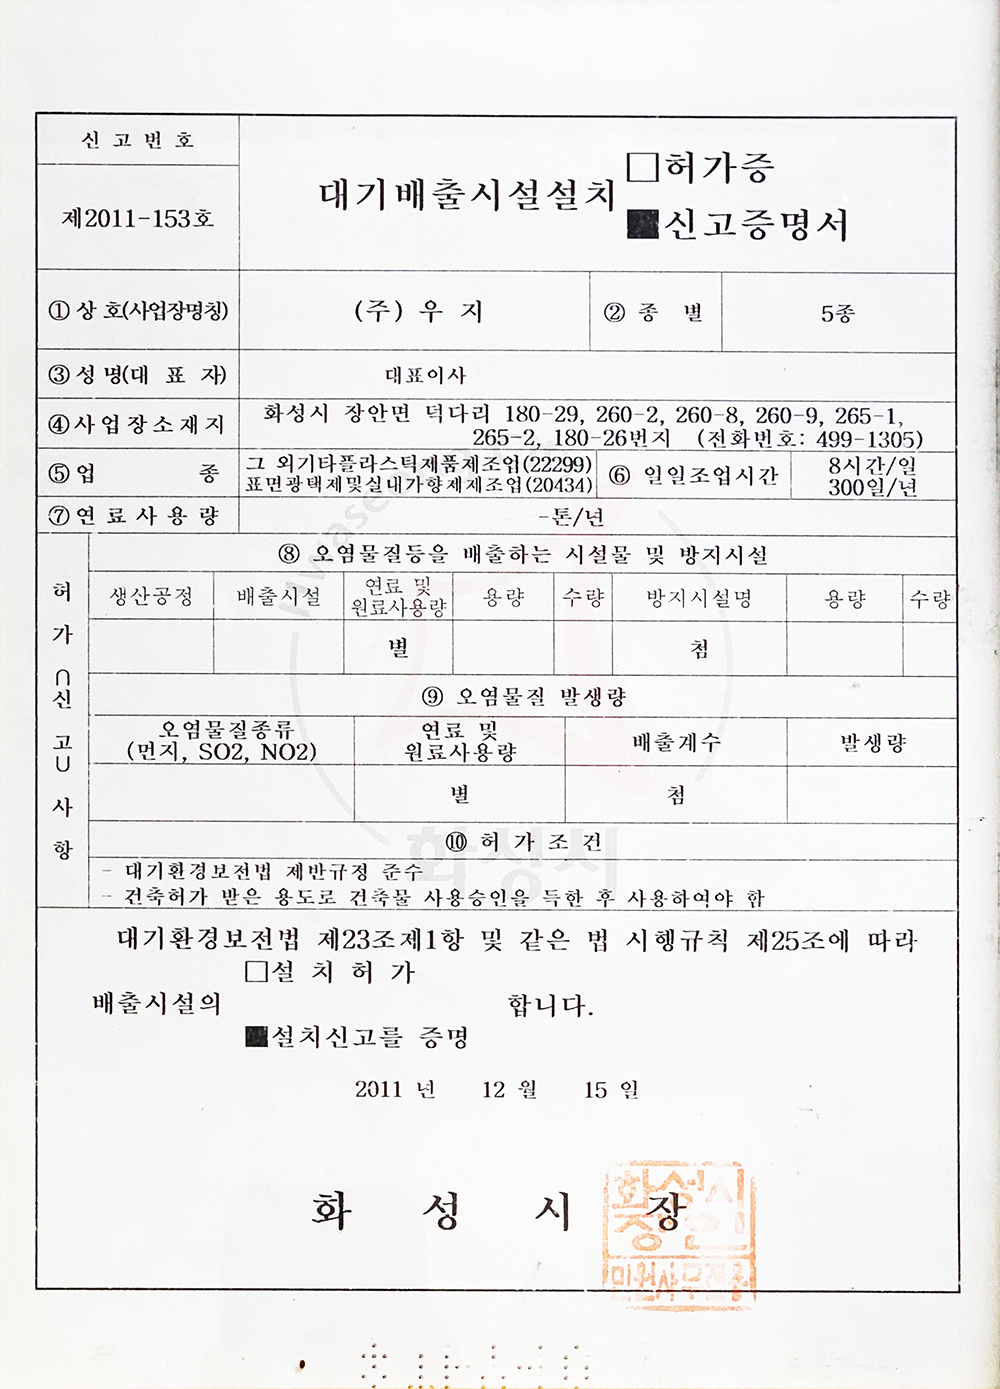 신 고 번 호
제2011-153호
대기배출시설설치
□허가증
■신고증명서
①상 호(사업장명칭)
(주) 우 지
② 종 별
5종
③성 명(대 표 자)
대표이사
④사 업 장 소 재 지
화성시 장안면 덕다리 180-29, 260-2, 260-8, 260-9, 265-1,
265-2, 180-26번지 (전화번호: 499-1305)
⑤업 종
그 외기타플라스틱제품제조업(22299)
표면광택제및실내가향제제조업(20434)
⑥ 일일조업시간
8시간/일
300일/년
⑦연 료 사 용 량
-톤/년
허 가 ∩ 신 고 ∪ 사 항
⑧ 오염물질등을 배출하는 시설물 및 방지시설
생산공정 배출시설 연료 및 원료사용량 용량 수량 방지시설명 용량 수량
별 첨
⑨ 오염물질 발생량
오염물질종류 (먼지, SO2, NO2) 연료 및 원료사용량 배출계수 발생량
별 첨
⑩ 허 가 조 건
- 대기환경보전법 제반규정 준수
- 건축허가 받은 용도로 건축물 사용승인을 득한 후 사용하여야 함
대기환경보전법 제23조제1항 및 같은 법 시행규칙 제25조에 따라
□설 치 허 가
배출시설의 합니다.
■설치신고를 증명
2011 년 12 월 15 일
화 성 시 장
화성시
장인
민원사무전용
화성시